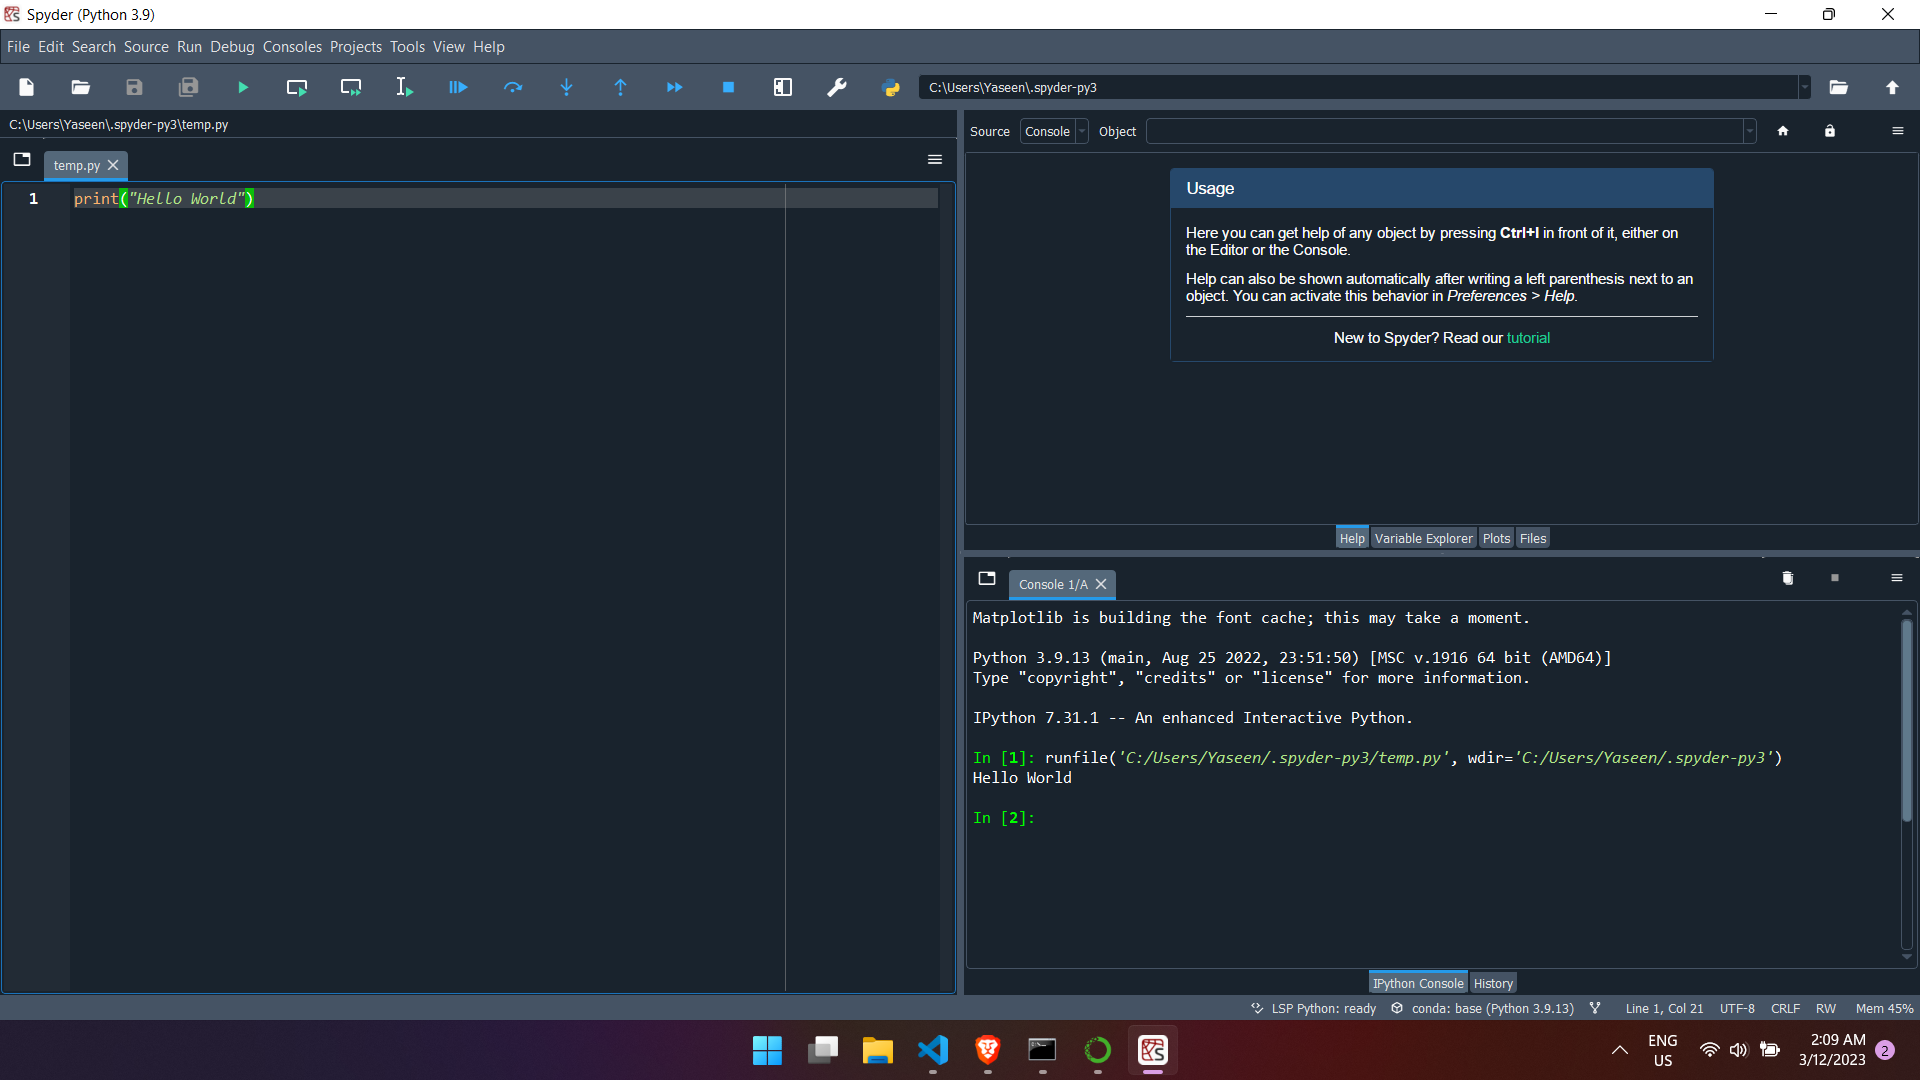 Spyder (Python 3.9)
File Edit Search Source Run Debug Consoles Projects Tools View Help
C:\Users\Yaseen\.spyder-py3
C:\Users\Yaseen\.spyder-py3\temp.py
temp.py
1 print("Hello World")
Source Console Object
Usage
Here you can get help of any object by pressing Ctrl+I in front of it, either on
the Editor or the Console.
Help can also be shown automatically after writing a left parenthesis next to an
object. You can activate this behavior in Preferences > Help.
New to Spyder? Read our tutorial
Help Variable Explorer Plots Files
Console 1/A
Matplotlib is building the font cache; this may take a moment.
Python 3.9.13 (main, Aug 25 2022, 23:51:50) [MSC v.1916 64 bit (AMD64)]
Type "copyright", "credits" or "license" for more information.
IPython 7.31.1 -- An enhanced Interactive Python.
In [1]: runfile('C:/Users/Yaseen/.spyder-py3/temp.py', wdir='C:/Users/Yaseen/.spyder-py3')
Hello World
In [2]:
IPython Console History
LSP Python: ready conda: base (Python 3.9.13) Line 1, Col 21 UTF-8 CRLF RW Mem 45%
ENG
US
2:09 AM
3/12/2023
2